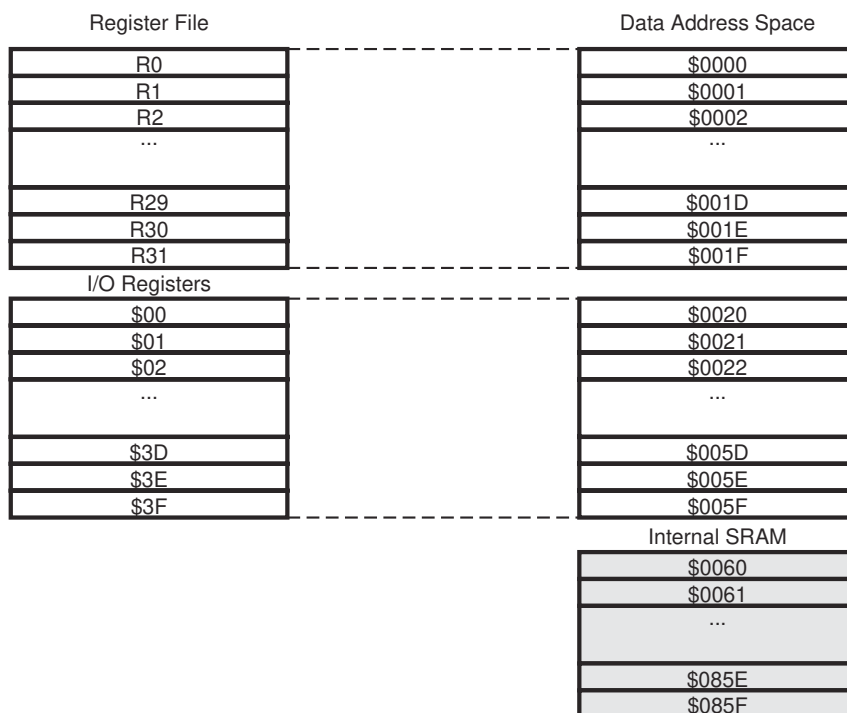 Register File Data Address Space
R0 $0000
R1 $0001
R2 $0002
... ...
R29 $001D
R30 $001E
R31 $001F
I/O Registers
$00 $0020
$01 $0021
$02 $0022
... ...
$3D $005D
$3E $005E
$3F $005F
Internal SRAM
$0060
$0061
...
$085E
$085F